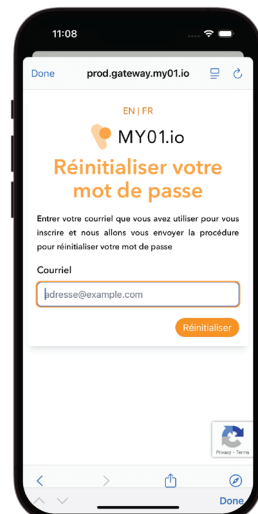 11:08
Done prod.gateway.my01.io
EN | FR
MY01.io
Réinitialiser votre
mot de passe
Entrer votre courriel que vous avez utiliser pour vous
inscrire et nous allons vous envoyer la procédure
pour réinitialiser votre mot de passe
Courriel
adresse@example.com
Réinitialiser
Privacy - Terms
Done